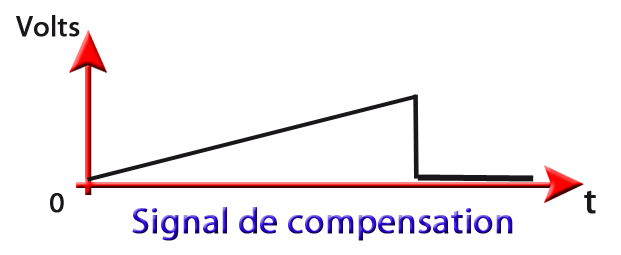 Volts
0
t
Signal de compensation